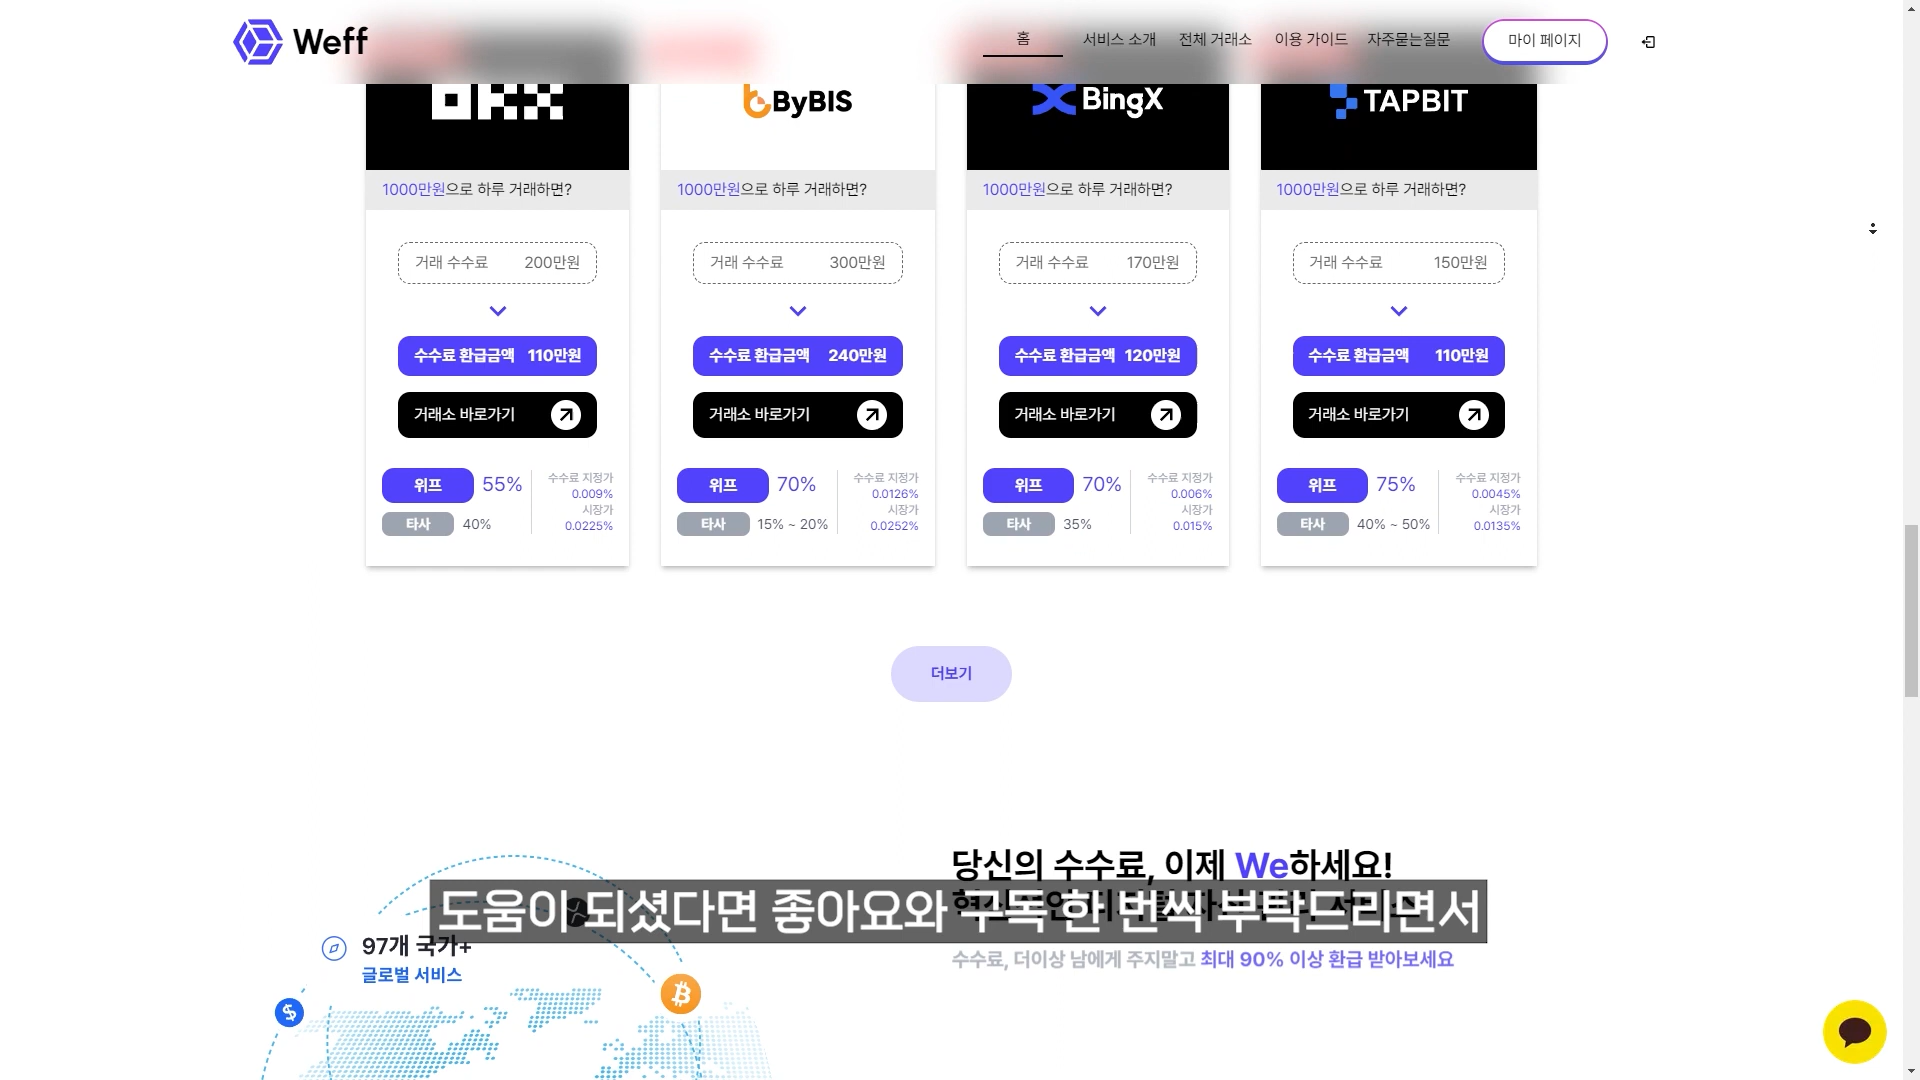 Weff
홈
서비스 소개
전체 거래소
이용 가이드
자주묻는질문
마이 페이지
ByBIS
BingX
TAPBIT
1000만원으로 하루 거래하면?
1000만원으로 하루 거래하면?
1000만원으로 하루 거래하면?
1000만원으로 하루 거래하면?
거래 수수료 200만원
거래 수수료 300만원
거래 수수료 170만원
거래 수수료 150만원
수수료 환급금액 110만원
수수료 환급금액 240만원
수수료 환급금액 120만원
수수료 환급금액 110만원
거래소 바로가기
거래소 바로가기
거래소 바로가기
거래소 바로가기
위프 55%
타사 40%
수수료 지정가
0.009%
시장가
0.0225%
위프 70%
타사 15% ~ 20%
수수료 지정가
0.0126%
시장가
0.0252%
위프 70%
타사 35%
수수료 지정가
0.006%
시장가
0.015%
위프 75%
타사 40% ~ 50%
수수료 지정가
0.0045%
시장가
0.0135%
더보기
당신의 수수료, 이제 We하세요!
도움이 되셨다면 좋아요와 구독 한 번씩 부탁드리면서
97개 국가+
글로벌 서비스
수수료, 더이상 남에게 주지말고 최대 90% 이상 환급 받아보세요